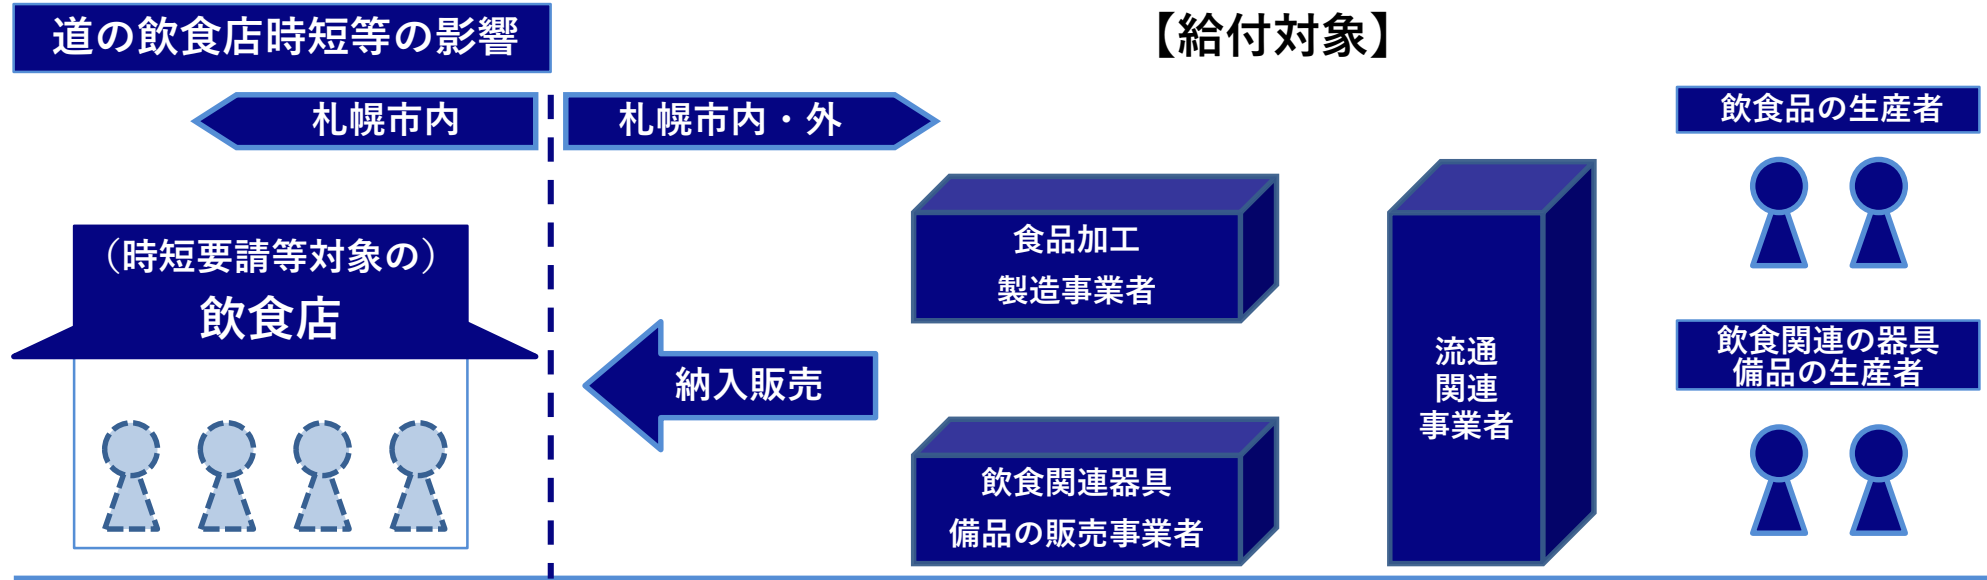 道の飲食店時短等の影響
【給付対象】
札幌市内
札幌市内・外
(時短要請等対象の)
飲食店
納入販売
食品加工
製造事業者
飲食関連器具
備品の販売事業者
流通
関連
事業者
飲食品の生産者
飲食関連の器具
備品の生産者